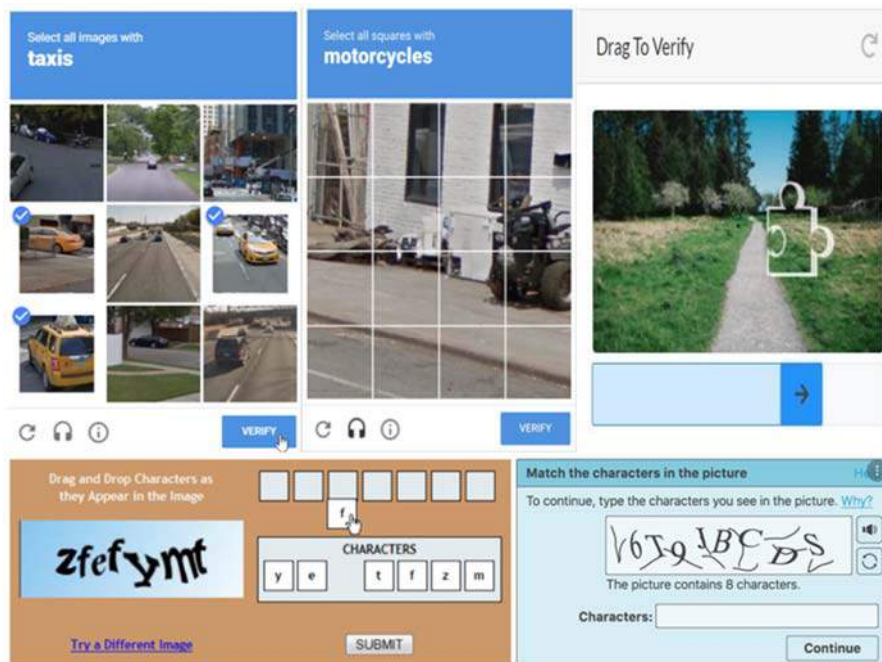 Select all images with
taxis
VERIFY
Select all squares with
motorcycles
VERIFY
Drag To Verify
Drag and Drop Characters as
they Appear in the Image
zfefymt
Try a Different Image
f
CHARACTERS
y e t f z m
SUBMIT
Match the characters in the picture
To continue, type the characters you see in the picture. Why?
The picture contains 8 characters.
Characters:
Continue